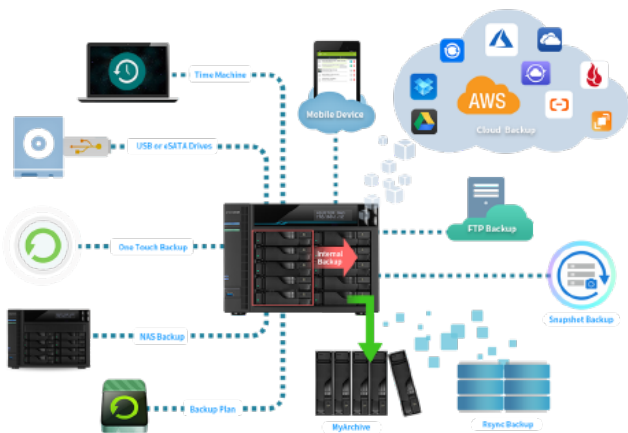 Time Machine
Mobile Device
AWS
Cloud Backup
USB or eSATA Drives
FTP Backup
One Touch Backup
Internal
Backup
Snapshot Backup
NAS Backup
Backup Plan
MyArchive
Rsync Backup